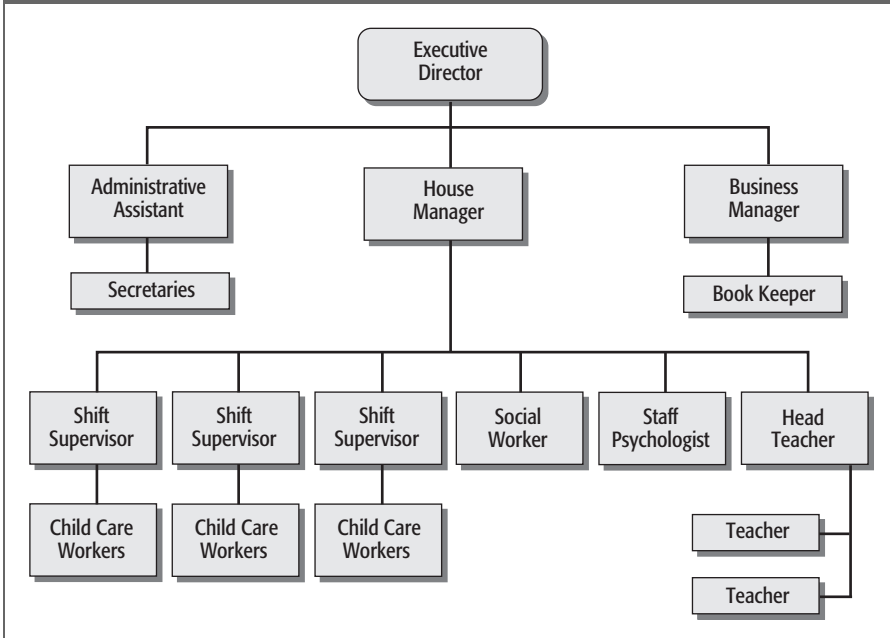 Executive
Director
Administrative
Assistant
House
Manager
Business
Manager
Secretaries
Book Keeper
Shift
Supervisor
Shift
Supervisor
Shift
Supervisor
Social
Worker
Staff
Psychologist
Head
Teacher
Child Care
Workers
Child Care
Workers
Child Care
Workers
Teacher
Teacher